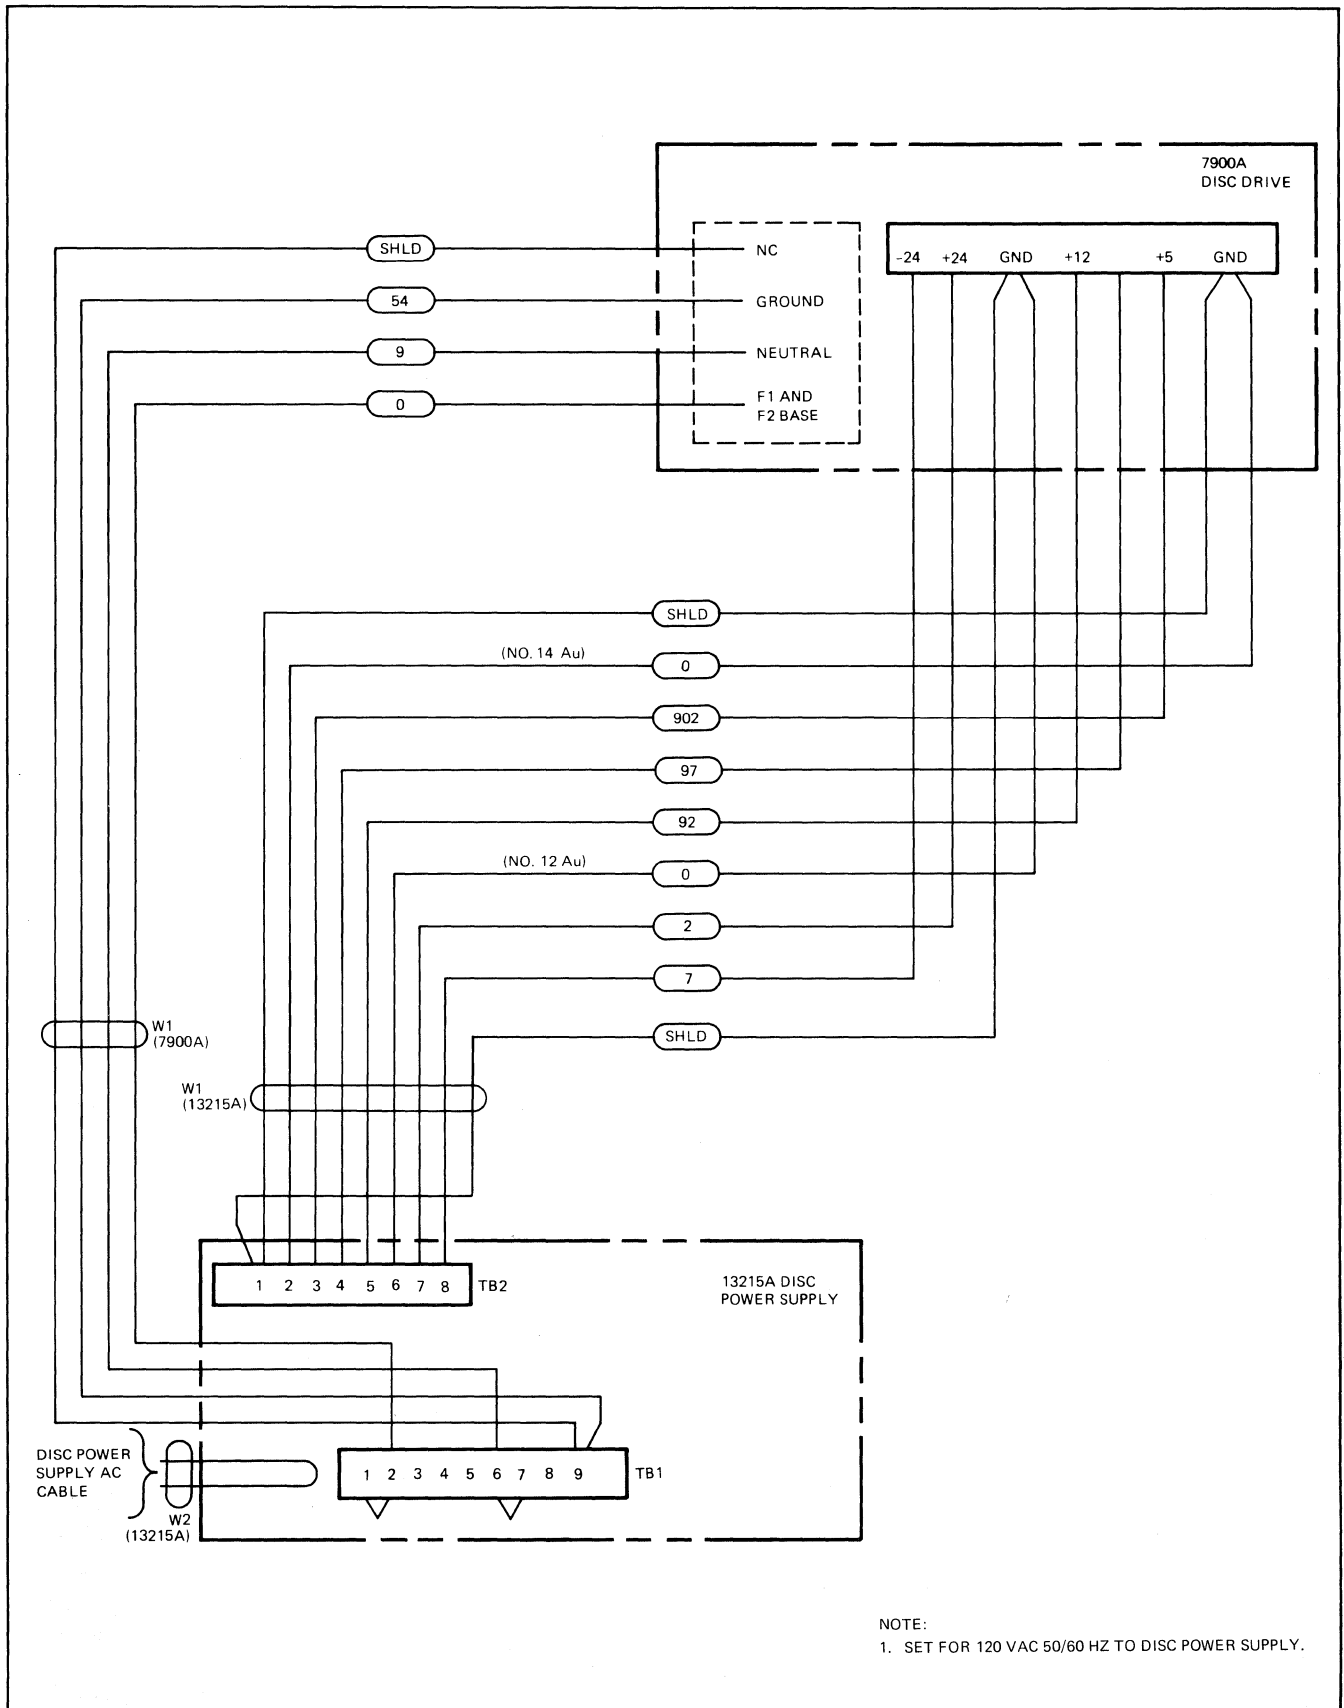 7900A
DISC DRIVE
SHLD
NC
-24 +24 GND +12 +5 GND
54
GROUND
9
NEUTRAL
0
F1 AND
F2 BASE
SHLD
(NO. 14 Au)
0
902
97
92
(NO. 12 Au)
0
2
7
SHLD
W1
(7900A)
W1
(13215A)
1 2 3 4 5 6 7 8
TB2
13215A DISC
POWER SUPPLY
DISC POWER
SUPPLY AC
CABLE
1 2 3 4 5 6 7 8 9
TB1
W2
(13215A)
NOTE:
1. SET FOR 120 VAC 50/60 HZ TO DISC POWER SUPPLY.